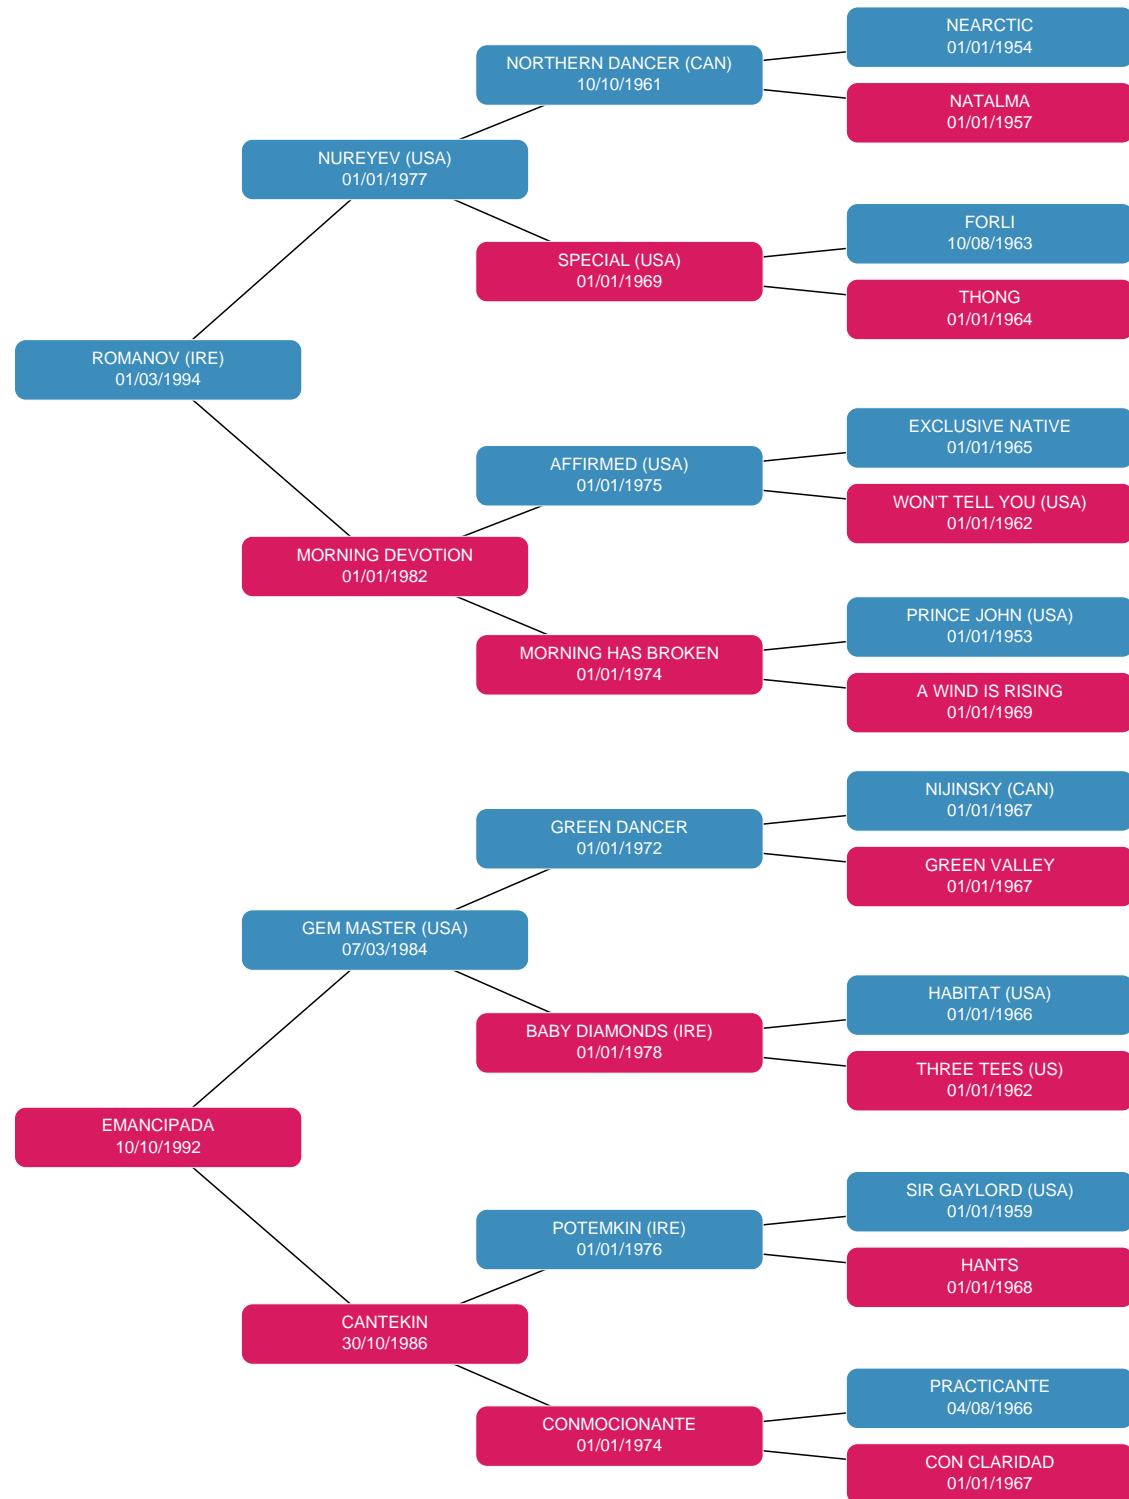 NEARCTIC
01/01/1954
NORTHERN DANCER (CAN)
10/10/1961
NATALMA
01/01/1957
NUREYEV (USA)
01/01/1977
FORLI
10/08/1963
SPECIAL (USA)
01/01/1969
THONG
01/01/1964
ROMANOV (IRE)
01/03/1994
EXCLUSIVE NATIVE
01/01/1965
AFFIRMED (USA)
01/01/1975
WON'T TELL YOU (USA)
01/01/1962
MORNING DEVOTION
01/01/1982
PRINCE JOHN (USA)
01/01/1953
MORNING HAS BROKEN
01/01/1974
A WIND IS RISING
01/01/1969
NIJINSKY (CAN)
01/01/1967
GREEN DANCER
01/01/1972
GREEN VALLEY
01/01/1967
GEM MASTER (USA)
07/03/1984
HABITAT (USA)
01/01/1966
BABY DIAMONDS (IRE)
01/01/1978
THREE TEES (US)
01/01/1962
EMANCIPADA
10/10/1992
SIR GAYLORD (USA)
01/01/1959
POTEMKIN (IRE)
01/01/1976
HANTS
01/01/1968
CANTEKIN
30/10/1986
PRACTICANTE
04/08/1966
CONMOCIONANTE
01/01/1974
CON CLARIDAD
01/01/1967